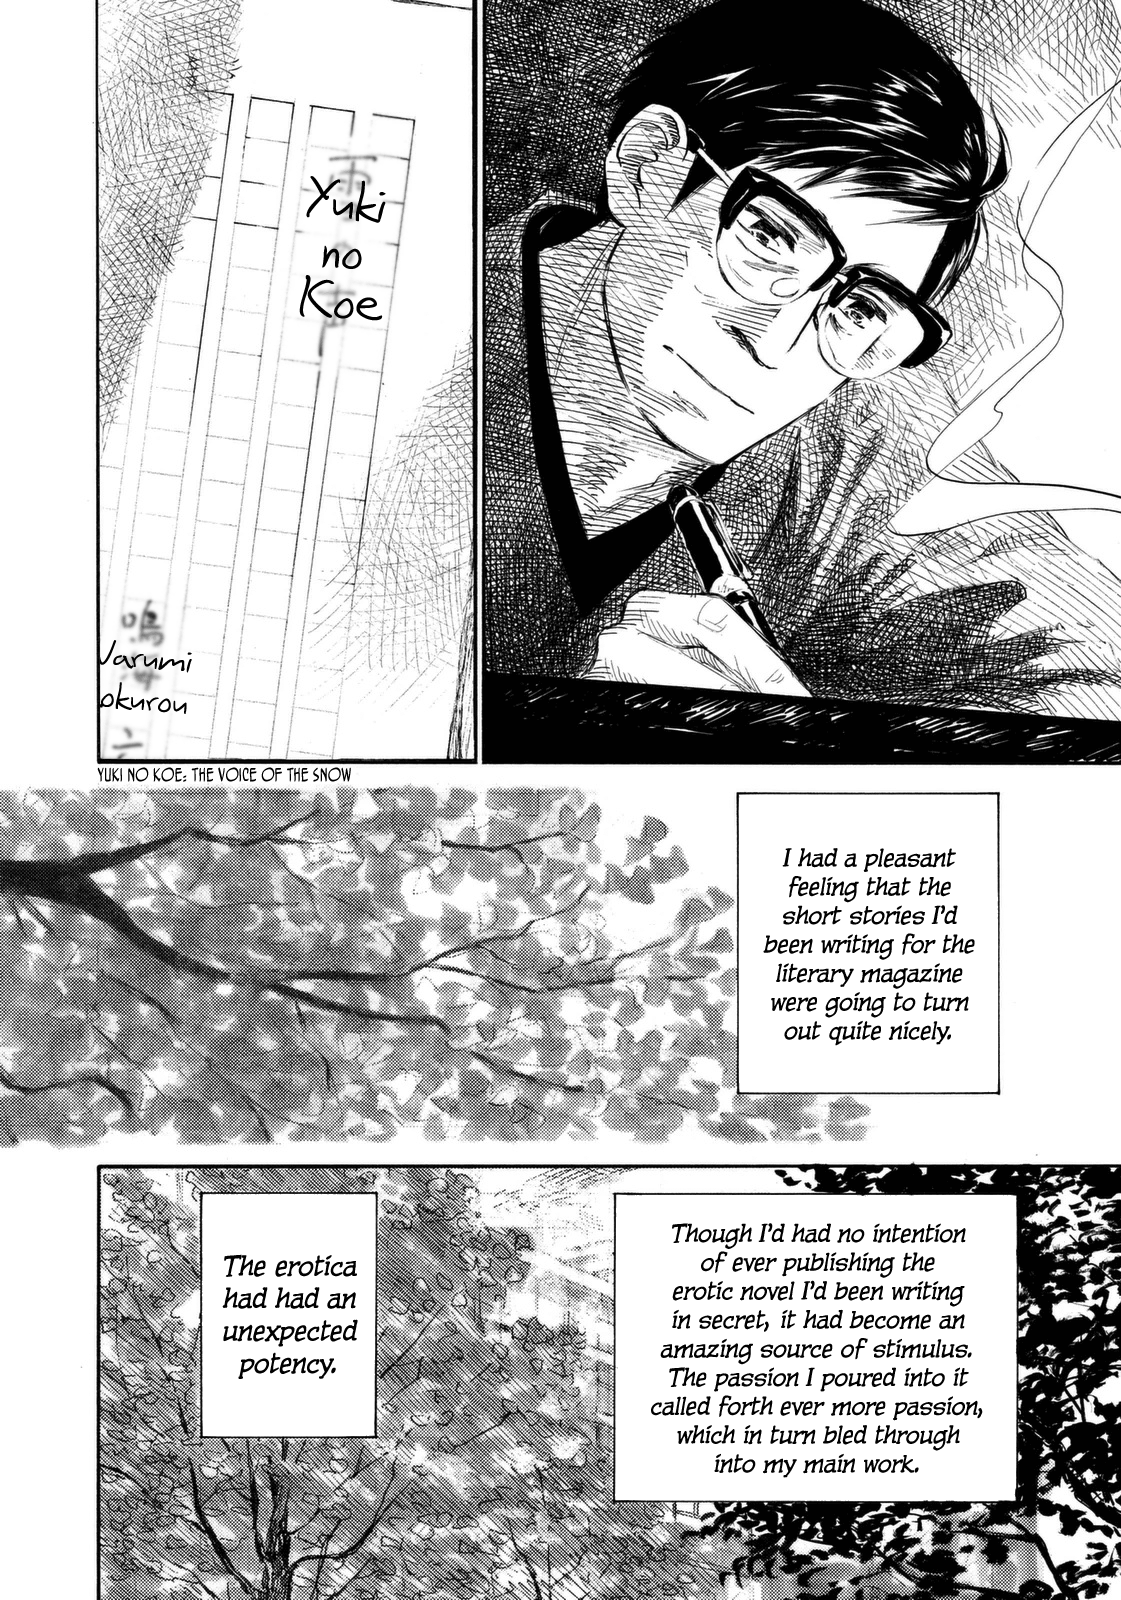 Yuki
no
Koe
鳴
arumi
okurou
六
YUKI NO KOE: THE VOICE OF THE SNOW
I had a pleasant
feeling that the
short stories I'd
been writing for the
literary magazine
were going to turn
out quite nicely.
Though I'd had no intention
of ever publishing the
erotic novel I'd been writing
in secret, it had become an
amazing source of stimulus.
The passion I poured into it
called forth ever more passion,
which in turn bled through
into my main work.
The erotica
had had an
unexpected
potency.